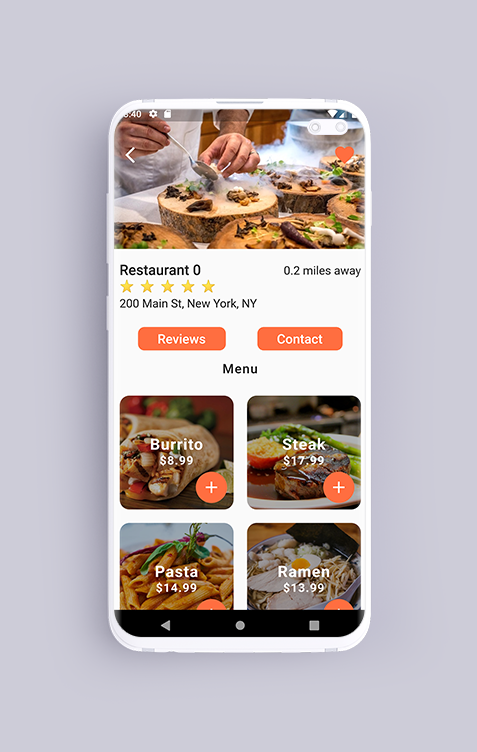 :40
Restaurant 0
0.2 miles away
200 Main St, New York, NY
Reviews
Contact
Menu
Burrito
$8.99
Steak
$17.99
Pasta
$14.99
Ramen
$13.99